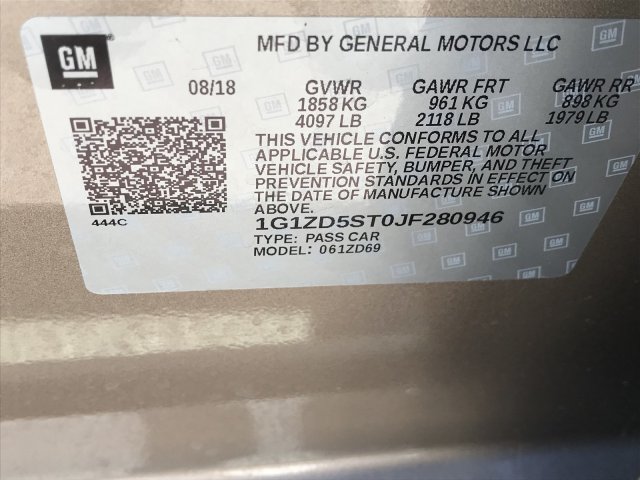 GM
MFD BY GENERAL MOTORS LLC
08/18 GVWR GAWR FRT GAWR RR
1858 KG 961 KG 898 KG
4097 LB 2118 LB 1979 LB
THIS VEHICLE CONFORMS TO ALL
APPLICABLE U.S. FEDERAL MOTOR
VEHICLE SAFETY, BUMPER, AND THEFT
PREVENTION STANDARDS IN EFFECT ON
THE DATE OF MANUFACTURE SHOWN
ABOVE.
444C
1G1ZD5ST0JF280946
TYPE: PASS CAR
MODEL: 061ZD69